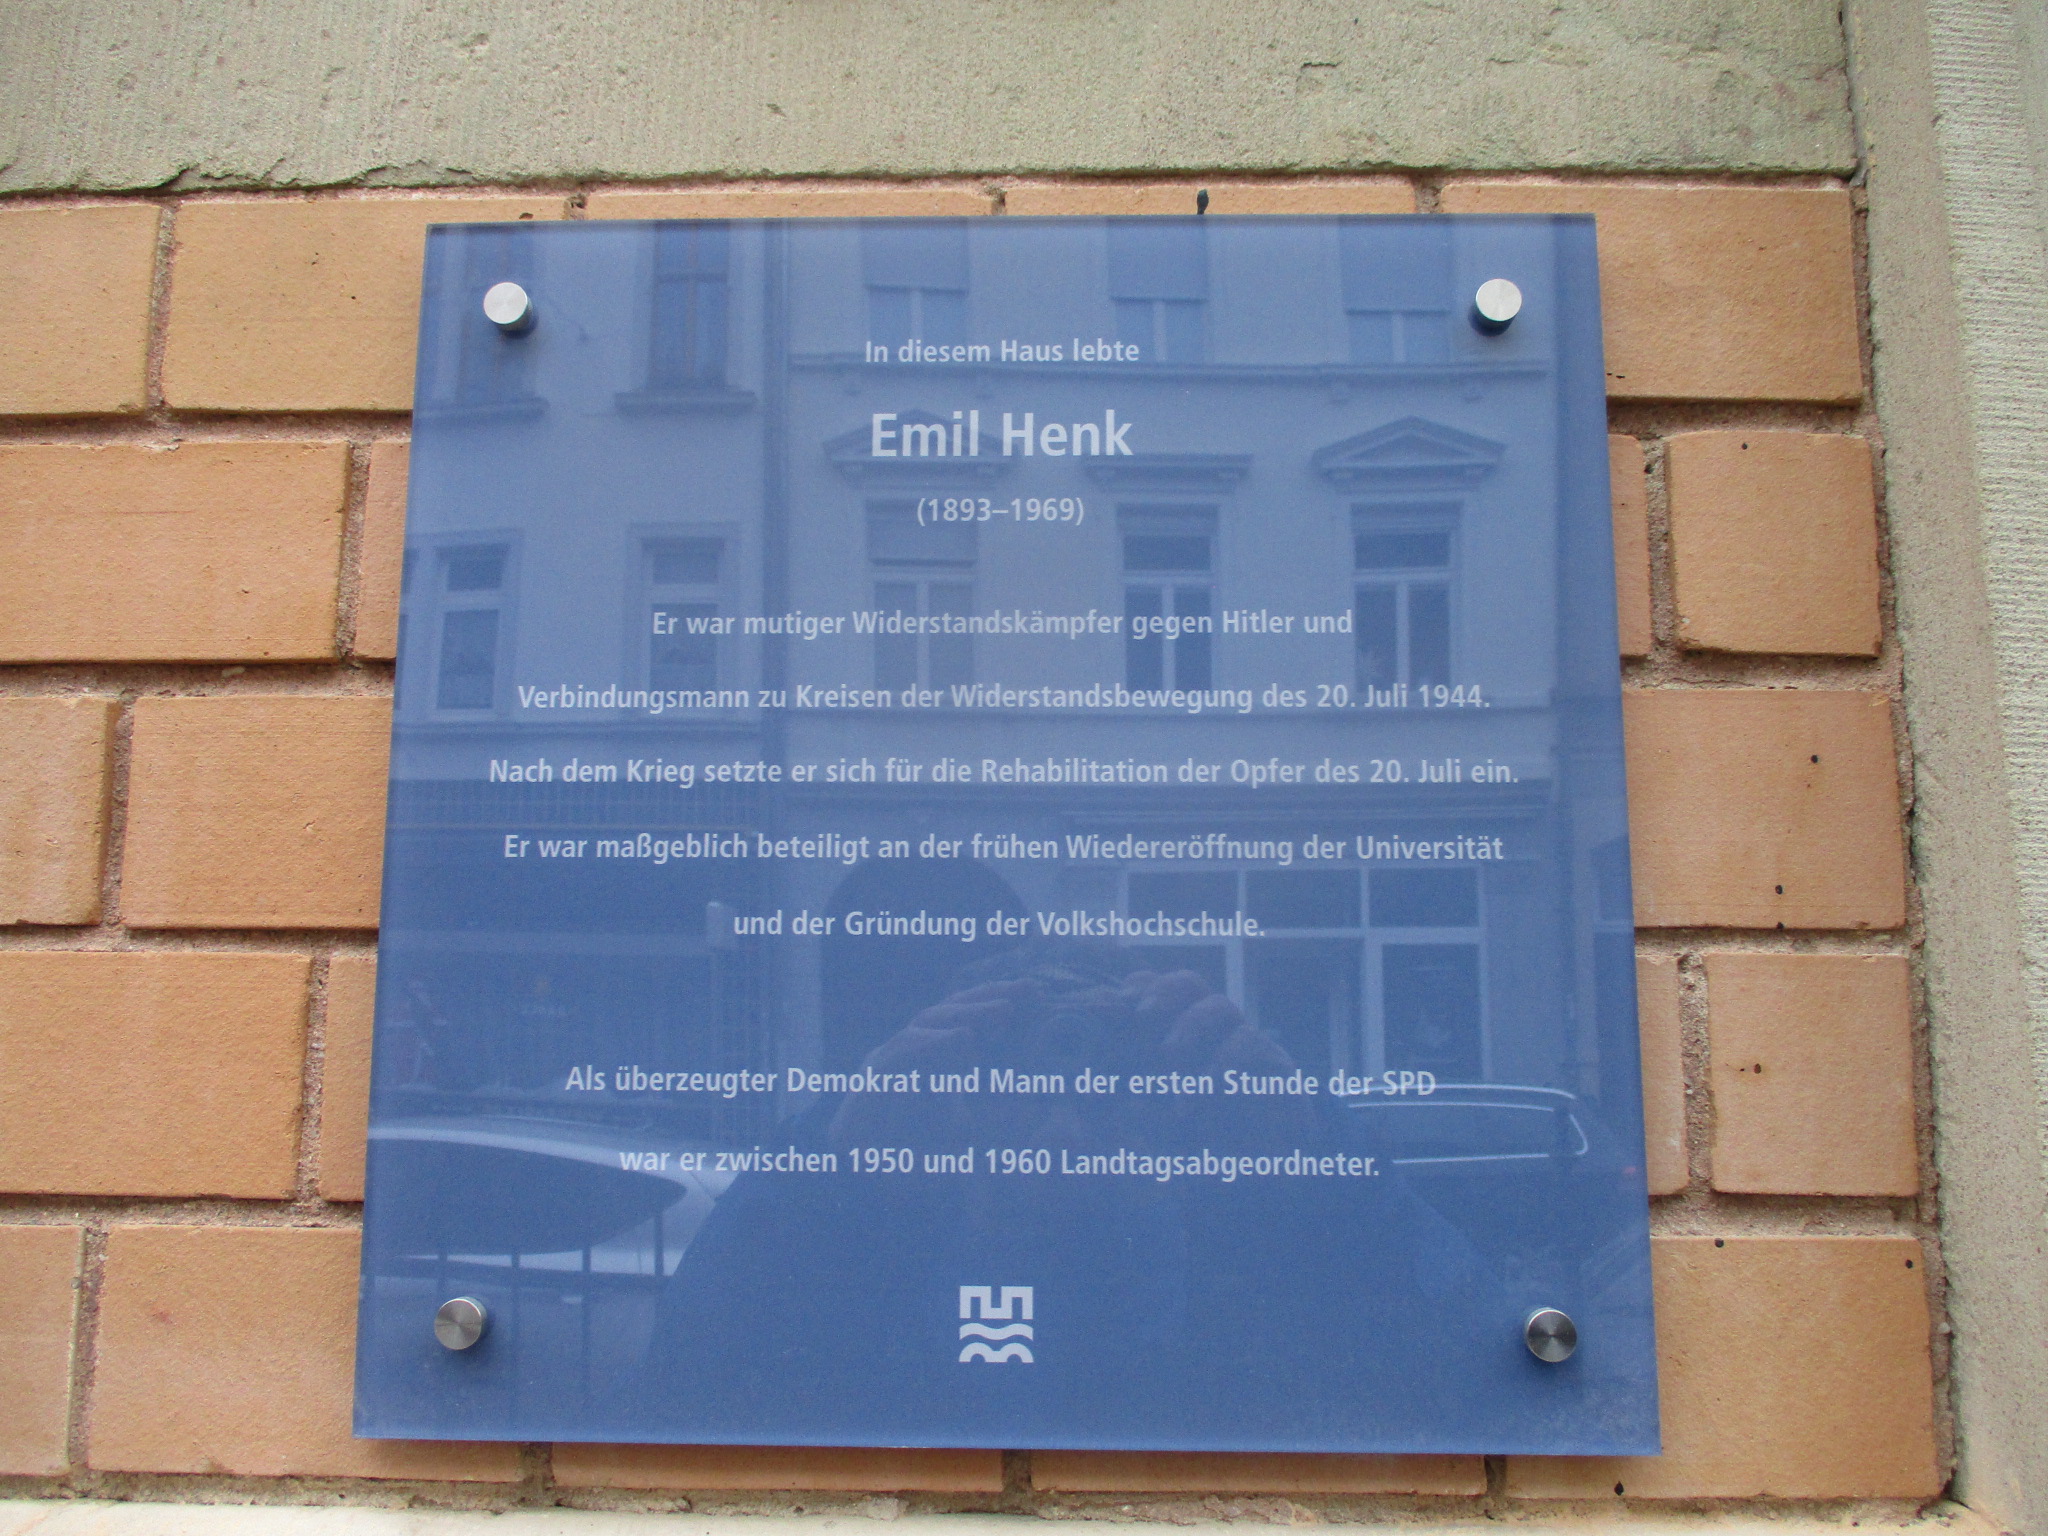 In diesem Haus lebte
Emil Henk
(1893–1969)
Er war mutiger Widerstandskämpfer gegen Hitler und
Verbindungsmann zu Kreisen der Widerstandsbewegung des 20. Juli 1944.
Nach dem Krieg setzte er sich für die Rehabilitation der Opfer des 20. Juli ein.
Er war maßgeblich beteiligt an der frühen Wiedereröffnung der Universität
und der Gründung der Volkshochschule.
Als überzeugter Demokrat und Mann der ersten Stunde der SPD
war er zwischen 1950 und 1960 Landtagsabgeordneter.